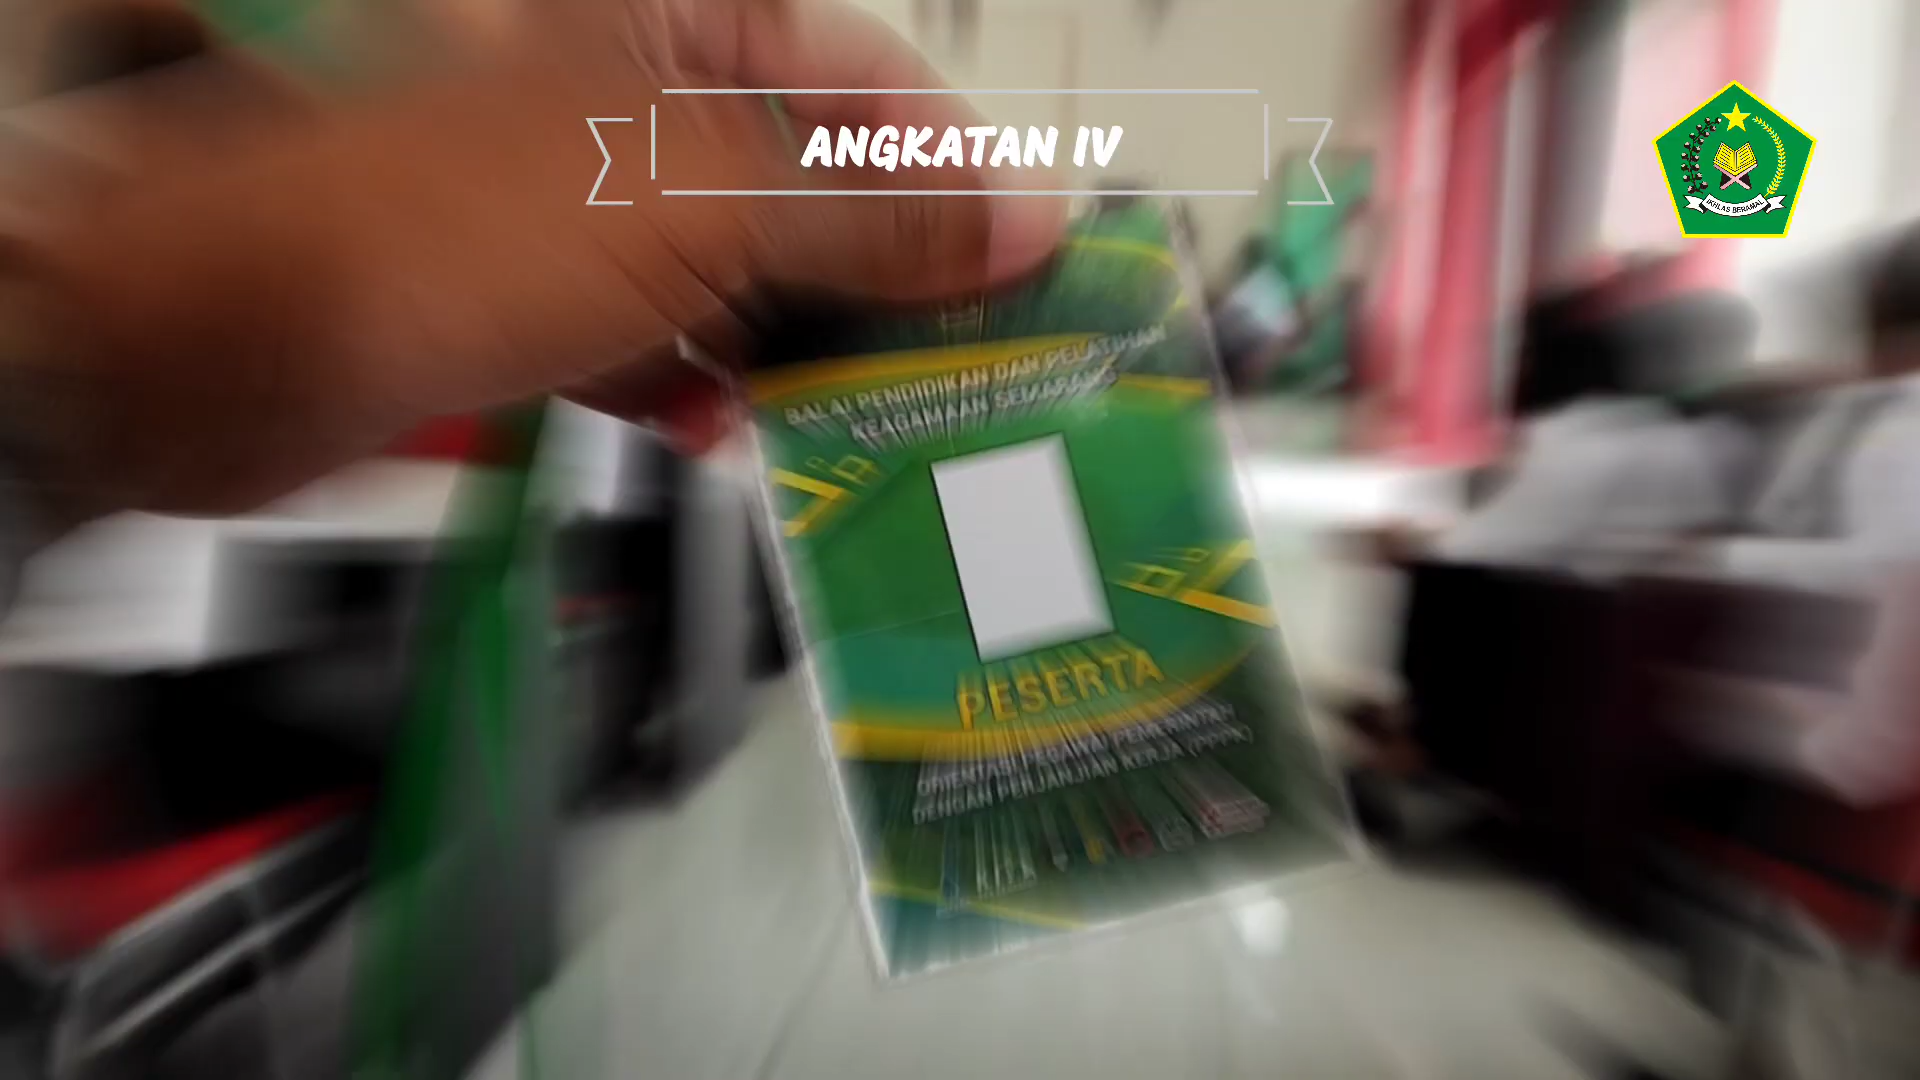 ANGKATAN IV
IKHLAS BERAMAL
BALAI PENDIDIKAN DAN PELATIHAN
KEAGAMAAN SEMARANG
PESERTA
ORIENTASI PEGAWAI PEMERINTAH
DENGAN PERJANJIAN KERJA (PPPK)